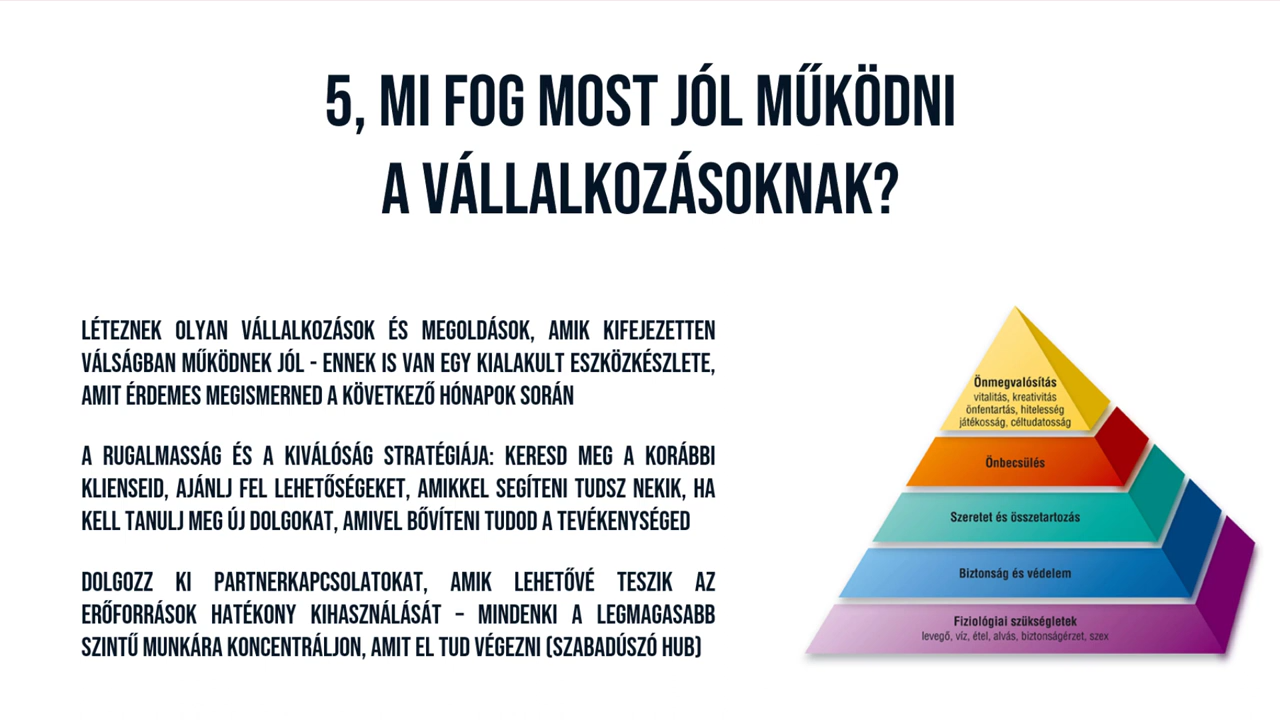 5, MI FOG MOST JÓL MŰKÖDNI
A VÁLLALKOZÁSOKNAK?
LÉTEZNEK OLYAN VÁLLALKOZÁSOK ÉS MEGOLDÁSOK, AMIK KIFEJEZETTEN
VÁLSÁGBAN MŰKÖDNEK JÓL - ENNEK IS VAN EGY KIALAKULT ESZKÖZKÉSZLETE,
AMIT ÉRDEMES MEGISMERNED A KÖVETKEZŐ HÓNAPOK SORÁN
A RUGALMASSÁG ÉS A KIVÁLÓSÁG STRATÉGIÁJA: KERESD MEG A KORÁBBI
KLIENSEID, AJÁNLJ FEL LEHETŐSÉGEKET, AMIKKEL SEGÍTENI TUDSZ NEKIK, HA
KELL TANULJ MEG ÚJ DOLGOKAT, AMIVEL BŐVÍTENI TUDOD A TEVÉKENYSÉGED
DOLGOZZ KI PARTNERKAPCSOLATOKAT, AMIK LEHETŐVÉ TESZIK AZ
ERŐFORRÁSOK HATÉKONY KIHASZNÁLÁSÁT – MINDENKI A LEGMAGASABB
SZINTŰ MUNKÁRA KONCENTRÁLJON, AMIT EL TUD VÉGEZNI (SZABADÚSZÓ HUB)
Önmegvalósítás
vitalitás, kreativitás
önfentartás, hitelesség
játékosság, céltudatosság
Önbecsülés
Szeretet és összetartozás
Biztonság és védelem
Fiziológiai szükségletek
levegő, víz, étel, alvás, biztonságérzet, szex